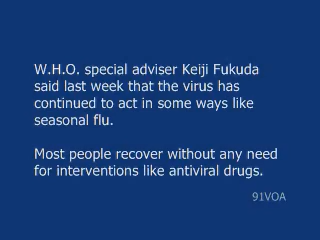 W.H.O. special adviser Keiji Fukuda
said last week that the virus has
continued to act in some ways like
seasonal flu.
Most people recover without any need
for interventions like antiviral drugs.
91VOA